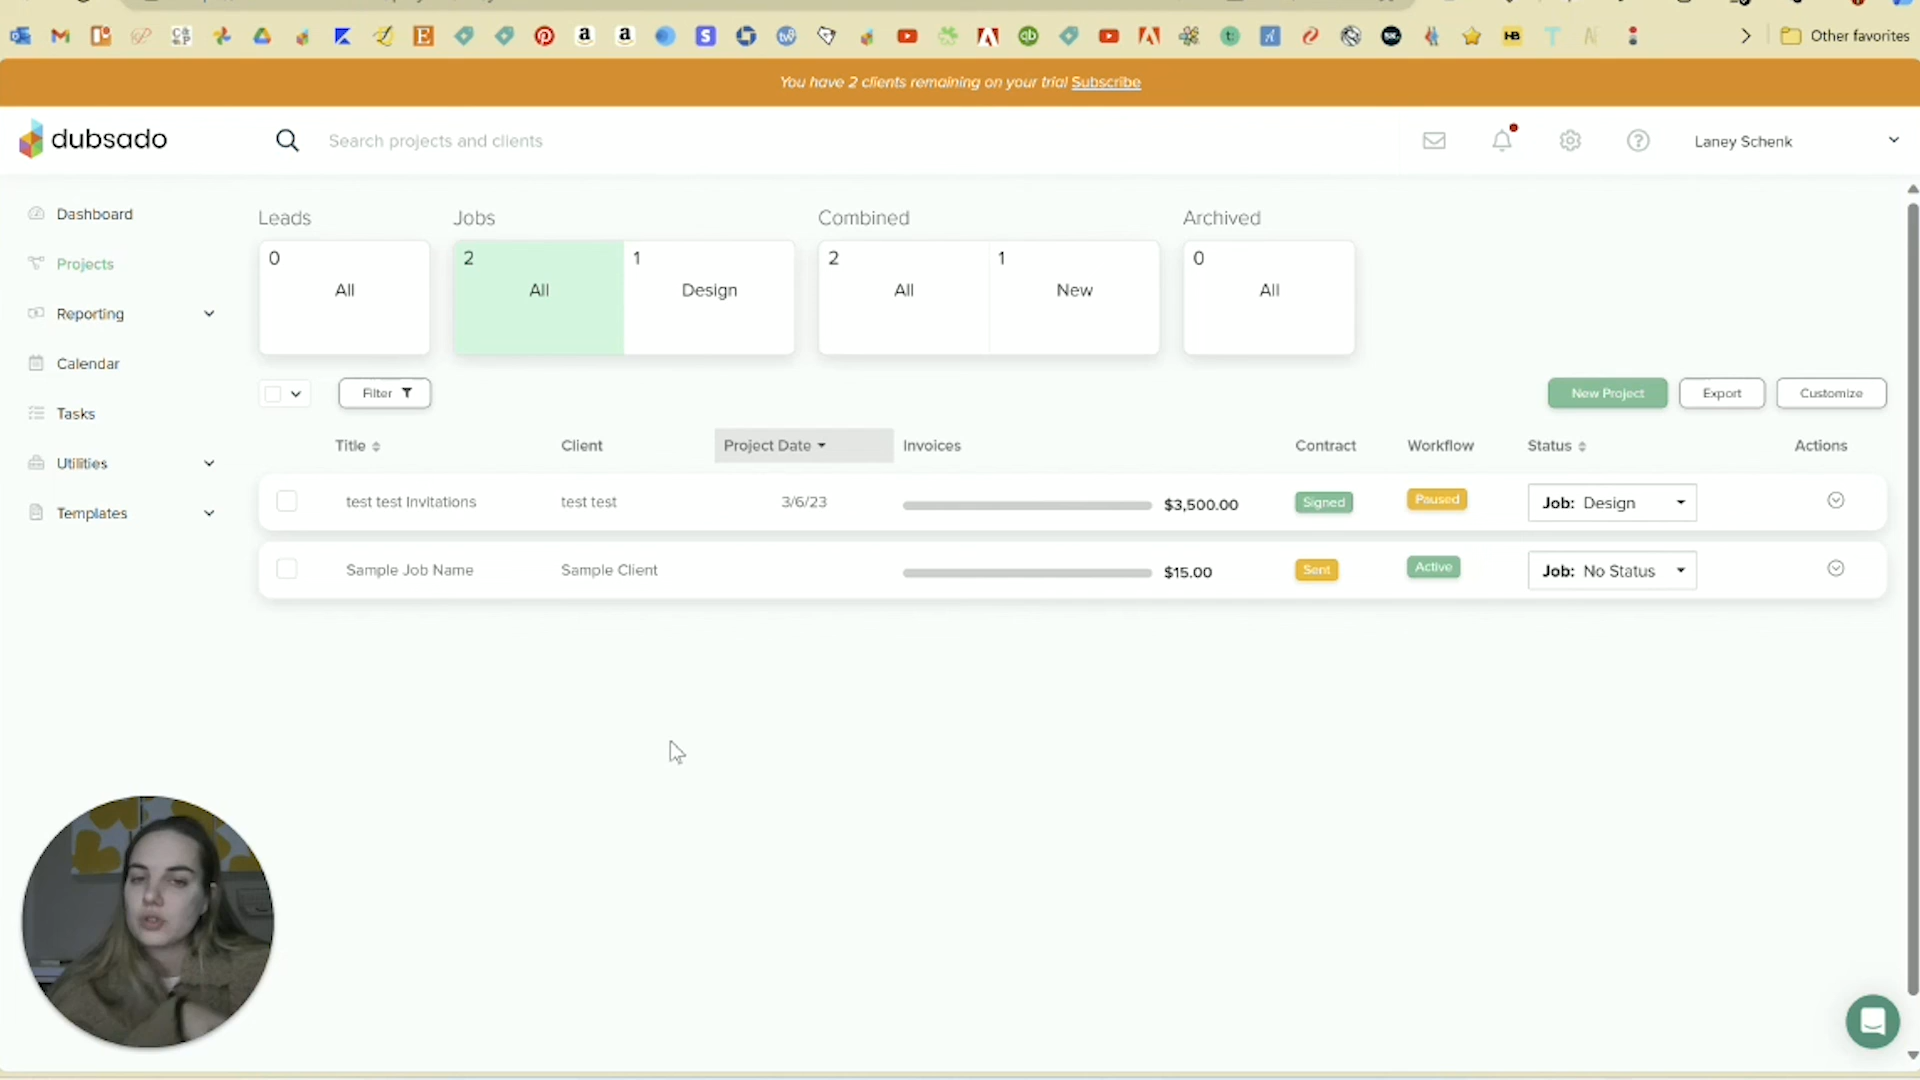 Other favorites
You have 2 clients remaining on your trial Subscribe
dubsado
Search projects and clients
Laney Schenk
Dashboard
Projects
Reporting
Calendar
Tasks
Utilities
Templates
Leads
Jobs
Combined
Archived
0
All
2
All
1
Design
2
All
1
New
0
All
Filter
New Project
Export
Customize
Title
Client
Project Date
Invoices
Contract
Workflow
Status
Actions
test test Invitations
test test
3/6/23
$3,500.00
Signed
Paused
Job: Design
Sample Job Name
Sample Client
$15.00
Sent
Active
Job: No Status